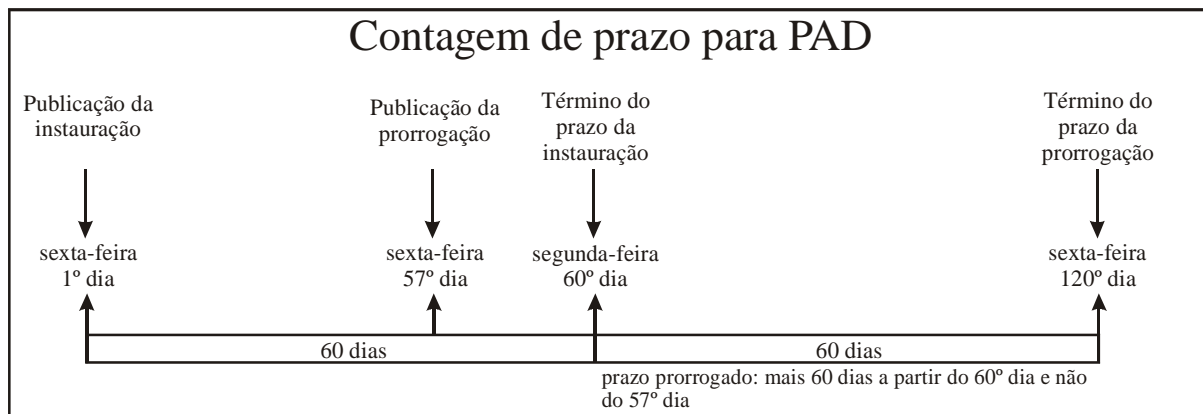 Contagem de prazo para PAD
Publicação da
instauração
Publicação da
prorrogação
Término do
prazo da
instauração
Término do
prazo da
prorrogação
sexta-feira
1º dia
sexta-feira
57º dia
segunda-feira
60º dia
sexta-feira
120º dia
60 dias
60 dias
prazo prorrogado: mais 60 dias a partir do 60º dia e não
do 57º dia